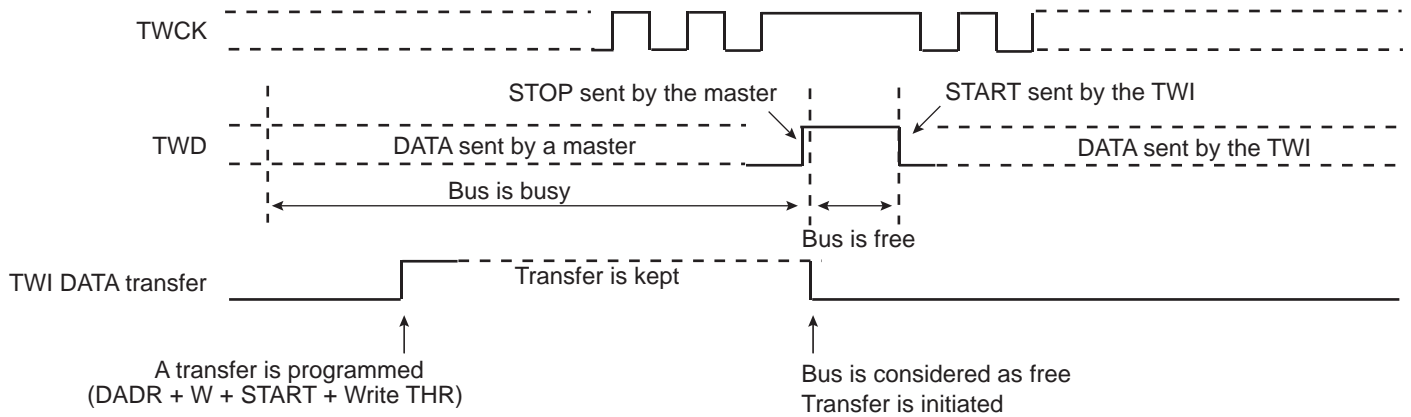 TWCK
STOP sent by the master
START sent by the TWI
TWD
DATA sent by a master
DATA sent by the TWI
Bus is busy
Bus is free
TWI DATA transfer
Transfer is kept
A transfer is programmed
(DADR + W + START + Write THR)
Bus is considered as free
Transfer is initiated